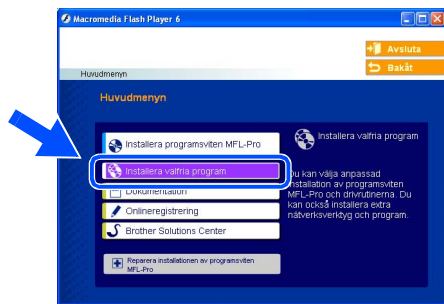 Macromedia Flash Player 6
Avsluta
Bakåt
Huvudmenyn
Huvudmenyn
Installera programsviten MFL-Pro
Installera valfria program
Dokumentation
Onlineregistrering
Brother Solutions Center
Reparera installationen av programsviten
MFL-Pro
Installera valfria program
Du kan välja anpassad
installation av programsviten
MFL-Pro och drivrutinerna. Du
kan också installera extra
nätverksverktyg och program.